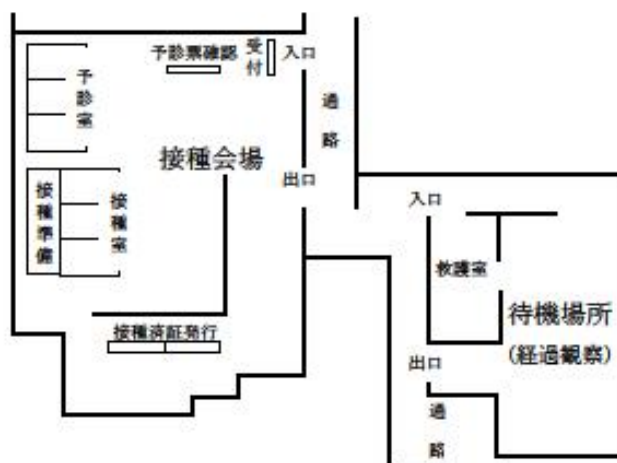 予診票確認
受付
入口
予診室
通路
接種会場
出口
接種準備
接種室
入口
救護室
待機場所
(経過観察)
接種済証発行
出口
通路